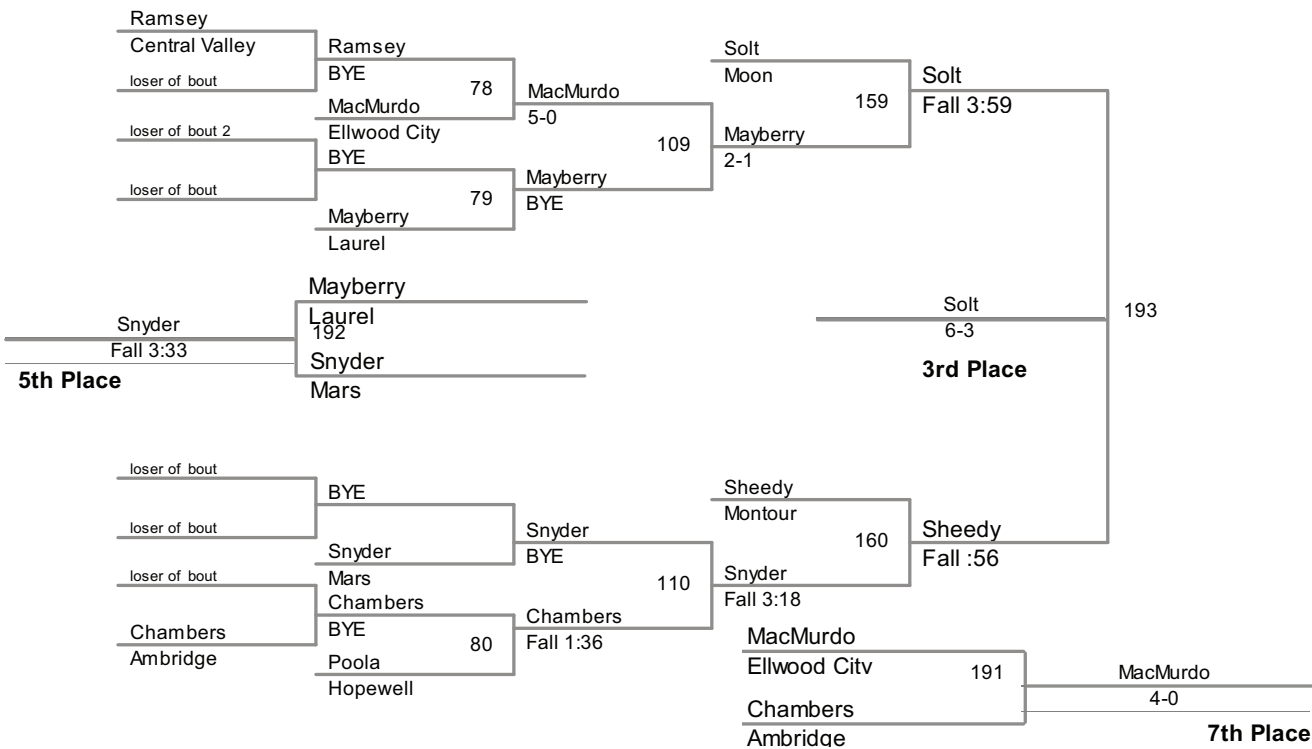 Ramsey
Central Valley
loser of bout
Ramsey
BYE
78
MacMurdo
Ellwood City
MacMurdo
5-0
loser of bout 2
BYE
loser of bout
79
Mayberry
Laurel
Mayberry
BYE
109
Solt
Moon
159
Mayberry
2-1
Solt
Fall 3:59
Mayberry
Laurel
192
Snyder
Mars
Snyder
Fall 3:33
5th Place
Solt
6-3
3rd Place
193
loser of bout
BYE
loser of bout
Snyder
Mars
Snyder
BYE
loser of bout
Chambers
BYE
Chambers
Ambridge
80
Poola
Hopewell
Chambers
Fall 1:36
110
Sheedy
Montour
160
Snyder
Fall 3:18
Sheedy
Fall :56
MacMurdo
Ellwood City
191
Chambers
Ambridge
MacMurdo
4-0
7th Place